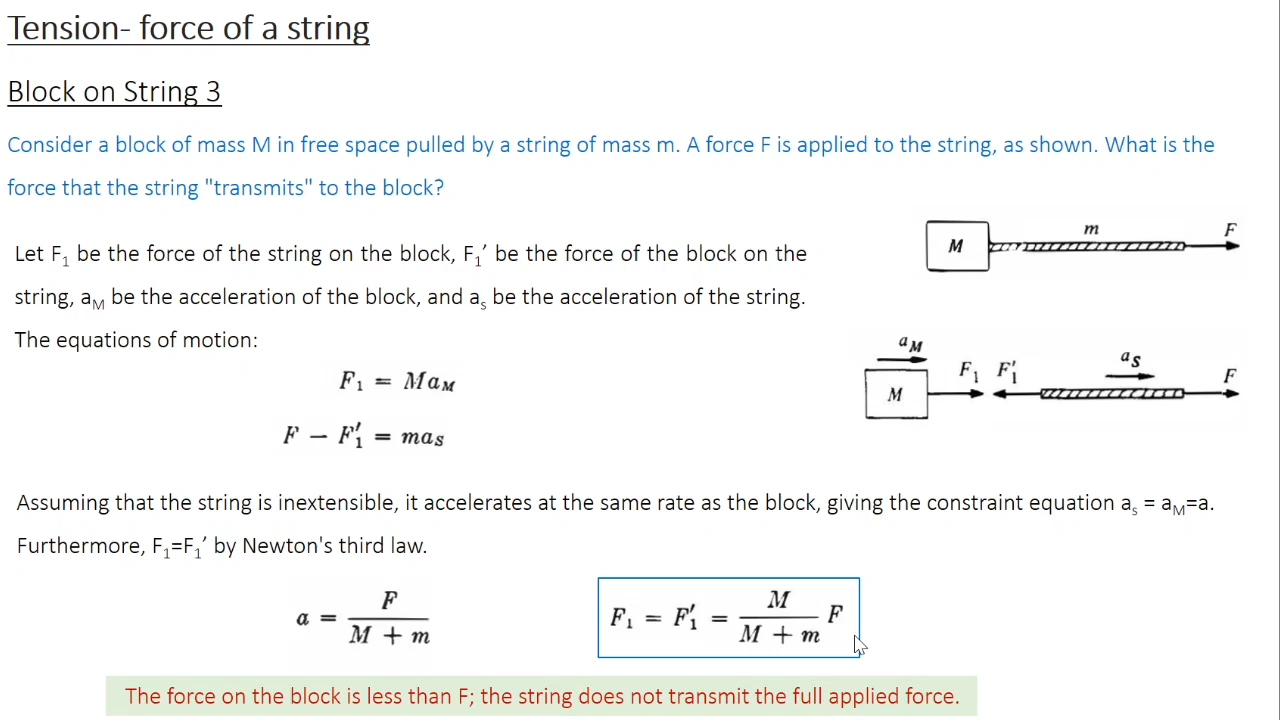 Tension- force of a string
Block on String 3
Consider a block of mass M in free space pulled by a string of mass m. A force F is applied to the string, as shown. What is the
force that the string "transmits" to the block?
M m F
Let F₁ be the force of the string on the block, F₁′ be the force of the block on the
string, a_M be the acceleration of the block, and aₛ be the acceleration of the string.
The equations of motion:
a_M
M F₁ F₁′ a_S F
F₁ = Ma_M
F − F₁′ = ma_S
Assuming that the string is inextensible, it accelerates at the same rate as the block, giving the constraint equation aₛ = a_M=a.
Furthermore, F₁=F₁′ by Newton's third law.
a = F / M + m
F₁ = F₁′ = M / M + m F
The force on the block is less than F; the string does not transmit the full applied force.